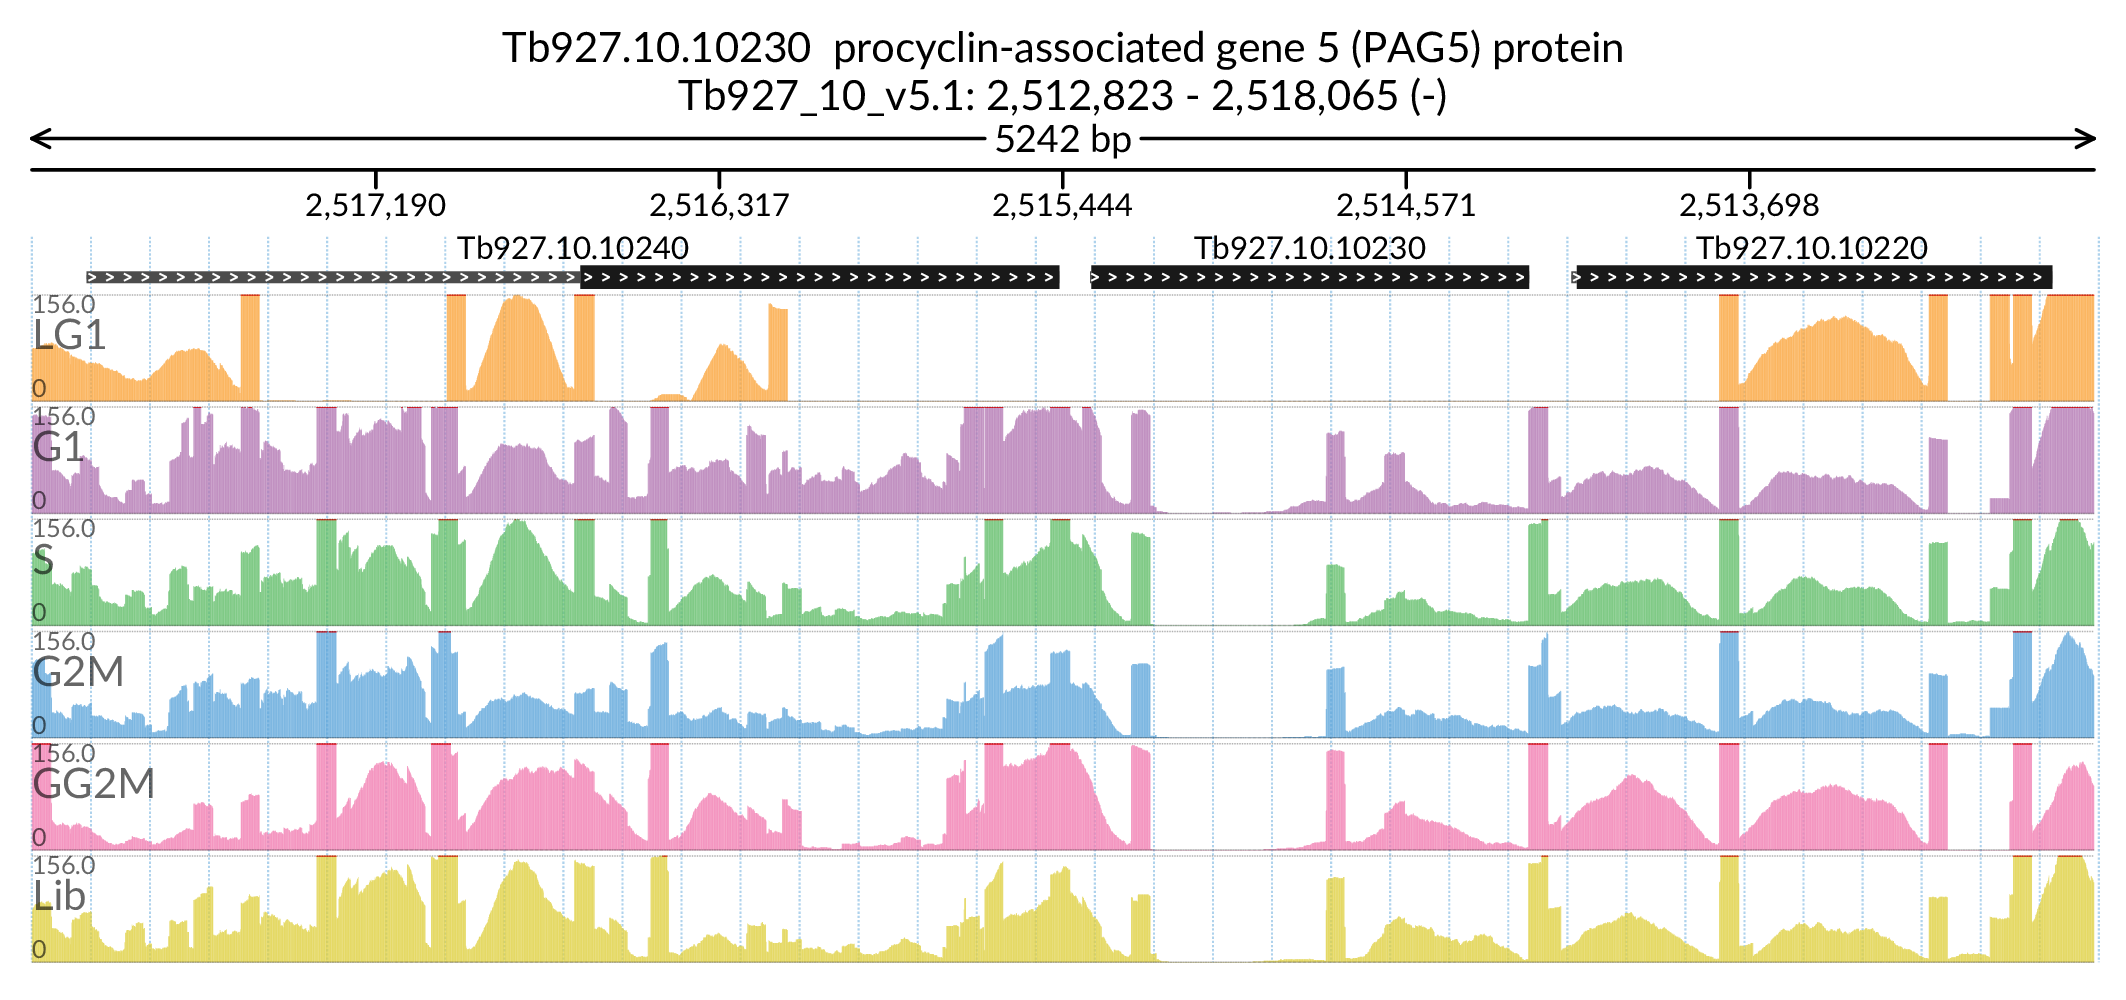 Tb927.10.10230 procyclin-associated gene 5 (PAG5) protein
Tb927_10_v5.1: 2,512,823 - 2,518,065 (-)
5242 bp
2,517,190 2,516,317 2,515,444 2,514,571 2,513,698
Tb927.10.10240 Tb927.10.10230 Tb927.10.10220
156.0
LG1
0
156.0
G1
0
156.0
S
0
156.0
G2M
0
156.0
GG2M
0
156.0
Lib
0